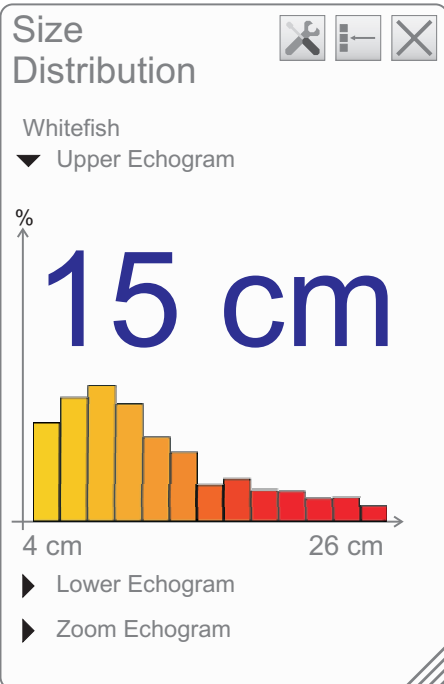 Size
Distribution
Whitefish
Upper Echogram
%
15 cm
4 cm 26 cm
Lower Echogram
Zoom Echogram